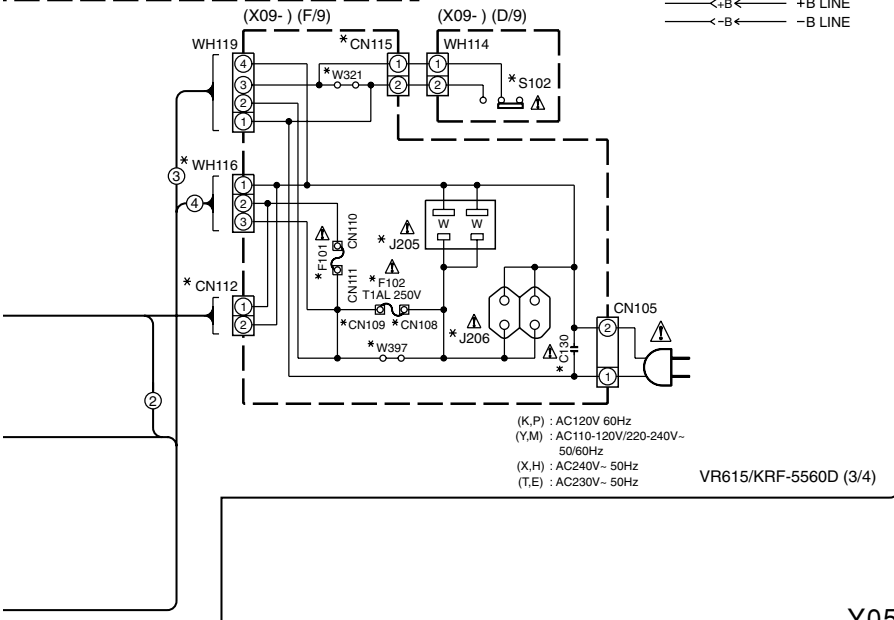 (X09- ) (F/9)
(X09- ) (D/9)
+B
+B LINE
-B
-B LINE
WH119
* CN115
WH114
4
3
2
1
* W321
1
2
1
2
* S102
3
* WH116
4
1
2
3
CN110
* F101
CN111
* J205
W
W
* F102
T1AL 250V
* CN109
* CN108
* CN112
1
2
* W397
* J206
* C130
CN105
2
1
2
(K,P) : AC120V 60Hz
(Y,M) : AC110-120V/220-240V~
50/60Hz
(X,H) : AC240V~ 50Hz
(T,E) : AC230V~ 50Hz
VR615/KRF-5560D (3/4)